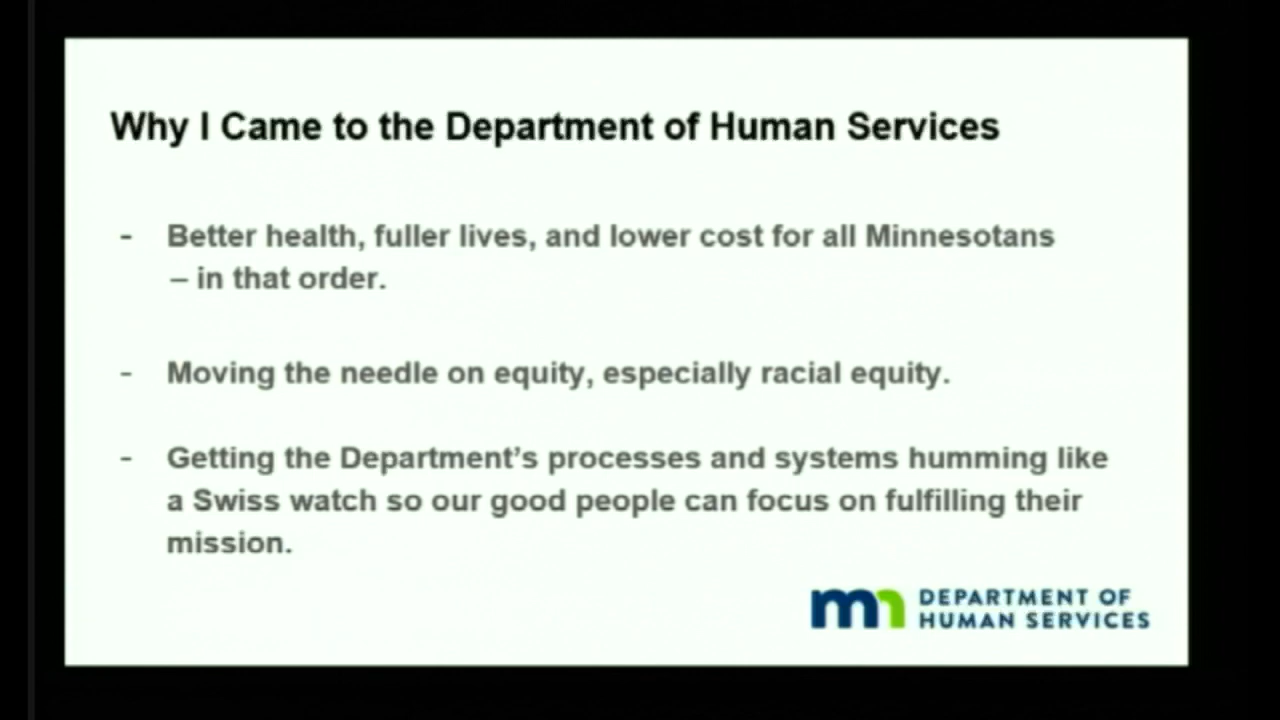 Why I Came to the Department of Human Services
- Better health, fuller lives, and lower cost for all Minnesotans
– in that order.
- Moving the needle on equity, especially racial equity.
- Getting the Department’s processes and systems humming like
a Swiss watch so our good people can focus on fulfilling their
mission.
mn DEPARTMENT OF
HUMAN SERVICES